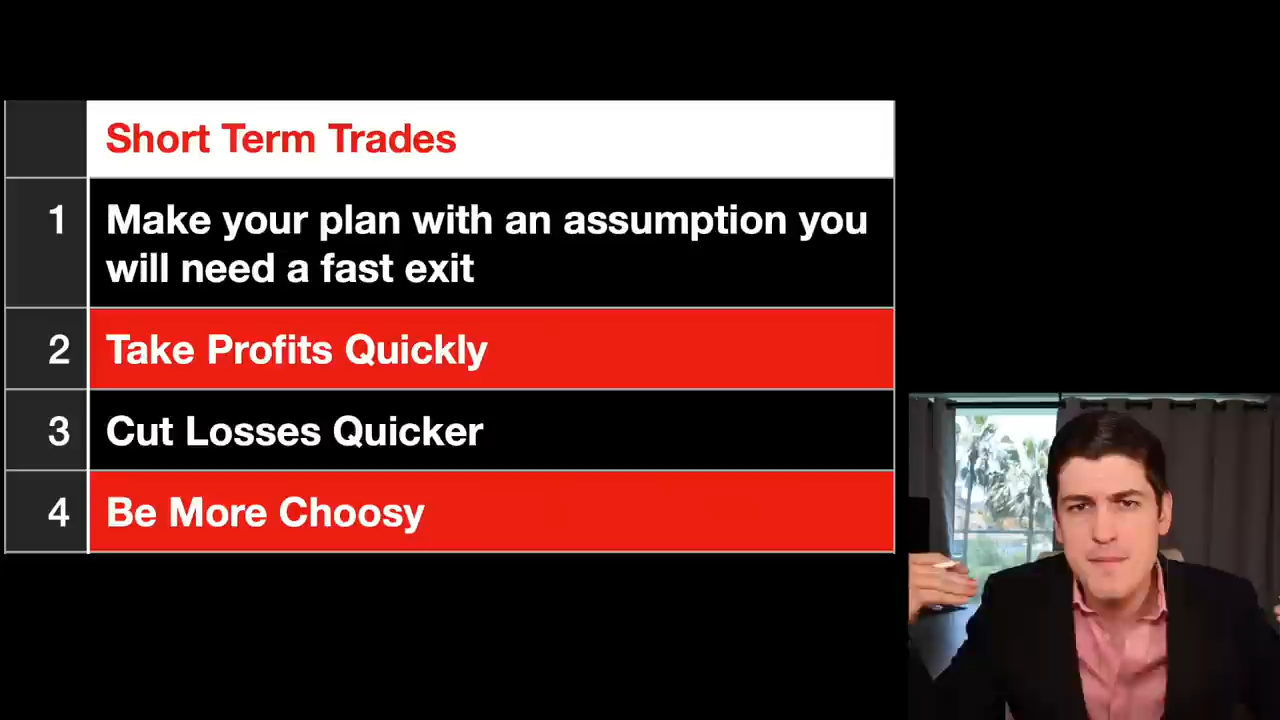 Short Term Trades
1 Make your plan with an assumption you
will need a fast exit
2 Take Profits Quickly
3 Cut Losses Quicker
4 Be More Choosy